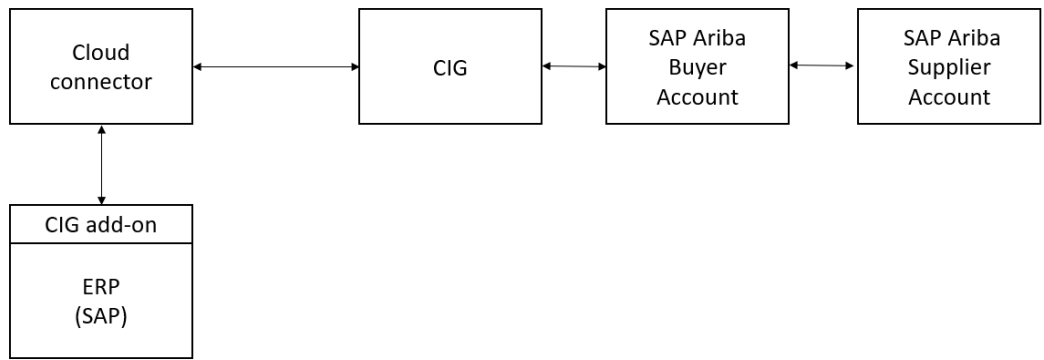 Cloud
connector
CIG
SAP Ariba
Buyer
Account
SAP Ariba
Supplier
Account
CIG add-on
ERP
(SAP)